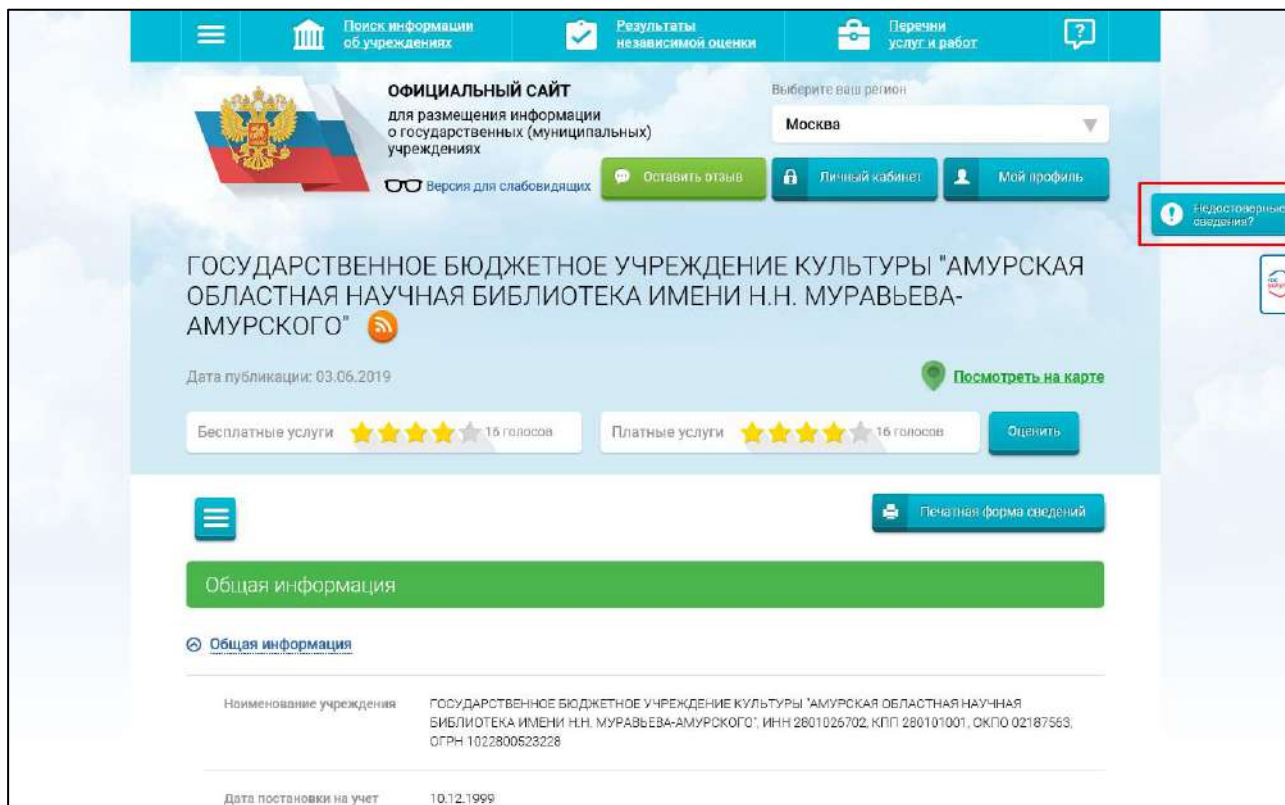 Поиск информации
об учреждениях
Результаты
независимой оценки
Перечни
услуг и работ
ОФИЦИАЛЬНЫЙ САЙТ
для размещения информации
о государственных (муниципальных)
учреждениях
Версия для слабовидящих
Выберите ваш регион
Москва
Оставить отзыв
Личный кабинет
Мой профиль
Недостоверные
сведения?
ГОСУДАРСТВЕННОЕ БЮДЖЕТНОЕ УЧРЕЖДЕНИЕ КУЛЬТУРЫ "АМУРСКАЯ
ОБЛАСТНАЯ НАУЧНАЯ БИБЛИОТЕКА ИМЕНИ Н.Н. МУРАВЬЕВА-
АМУРСКОГО"
Дата публикации: 03.06.2019
Посмотреть на карте
Бесплатные услуги 16 голосов
Платные услуги 16 голосов
Оценить
Печатная форма сведений
Общая информация
Общая информация
Наименование учреждения
ГОСУДАРСТВЕННОЕ БЮДЖЕТНОЕ УЧРЕЖДЕНИЕ КУЛЬТУРЫ "АМУРСКАЯ ОБЛАСТНАЯ НАУЧНАЯ
БИБЛИОТЕКА ИМЕНИ Н.Н. МУРАВЬЕВА-АМУРСКОГО", ИНН 2801026702, КПП 280101001, ОКПО 02187563,
ОГРН 1022800523228
Дата постановки на учет 10.12.1999